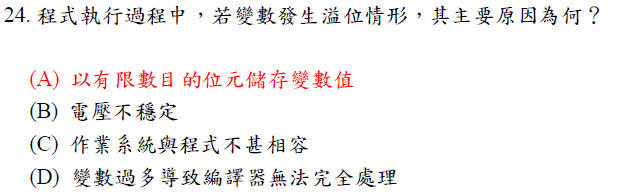 24. 程式執行過程中，若變數發生溢位情形，其主要原因為何？
(A) 以有限數目的位元儲存變數值
(B) 電壓不穩定
(C) 作業系統與程式不甚相容
(D) 變數過多導致編譯器無法完全處理